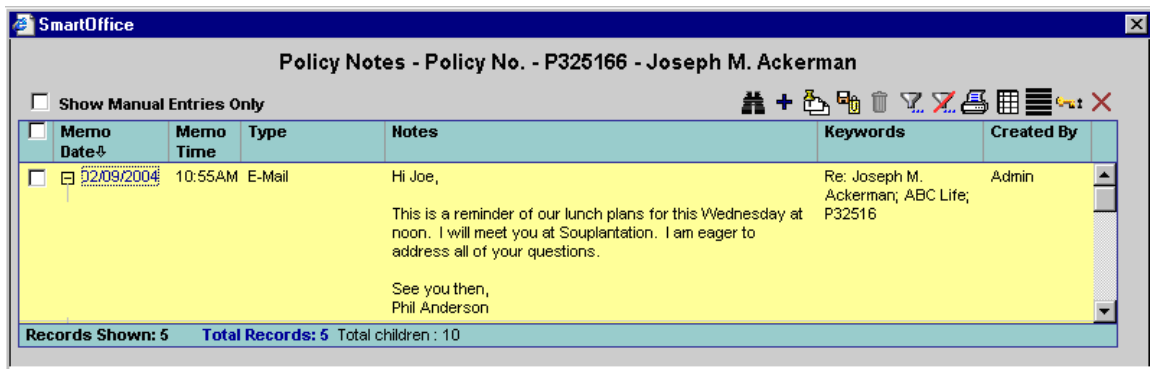 SmartOffice
Policy Notes - Policy No. - P325166 - Joseph M. Ackerman
Show Manual Entries Only
Memo Date Memo Time Type Notes Keywords Created By
02/09/2004 10:55AM E-Mail Hi Joe, Re: Joseph M. Admin
Ackerman; ABC Life;
This is a reminder of our lunch plans for this Wednesday at P32516
noon. I will meet you at Souplantation. I am eager to
address all of your questions.
See you then,
Phil Anderson
Records Shown: 5 Total Records: 5 Total children : 10